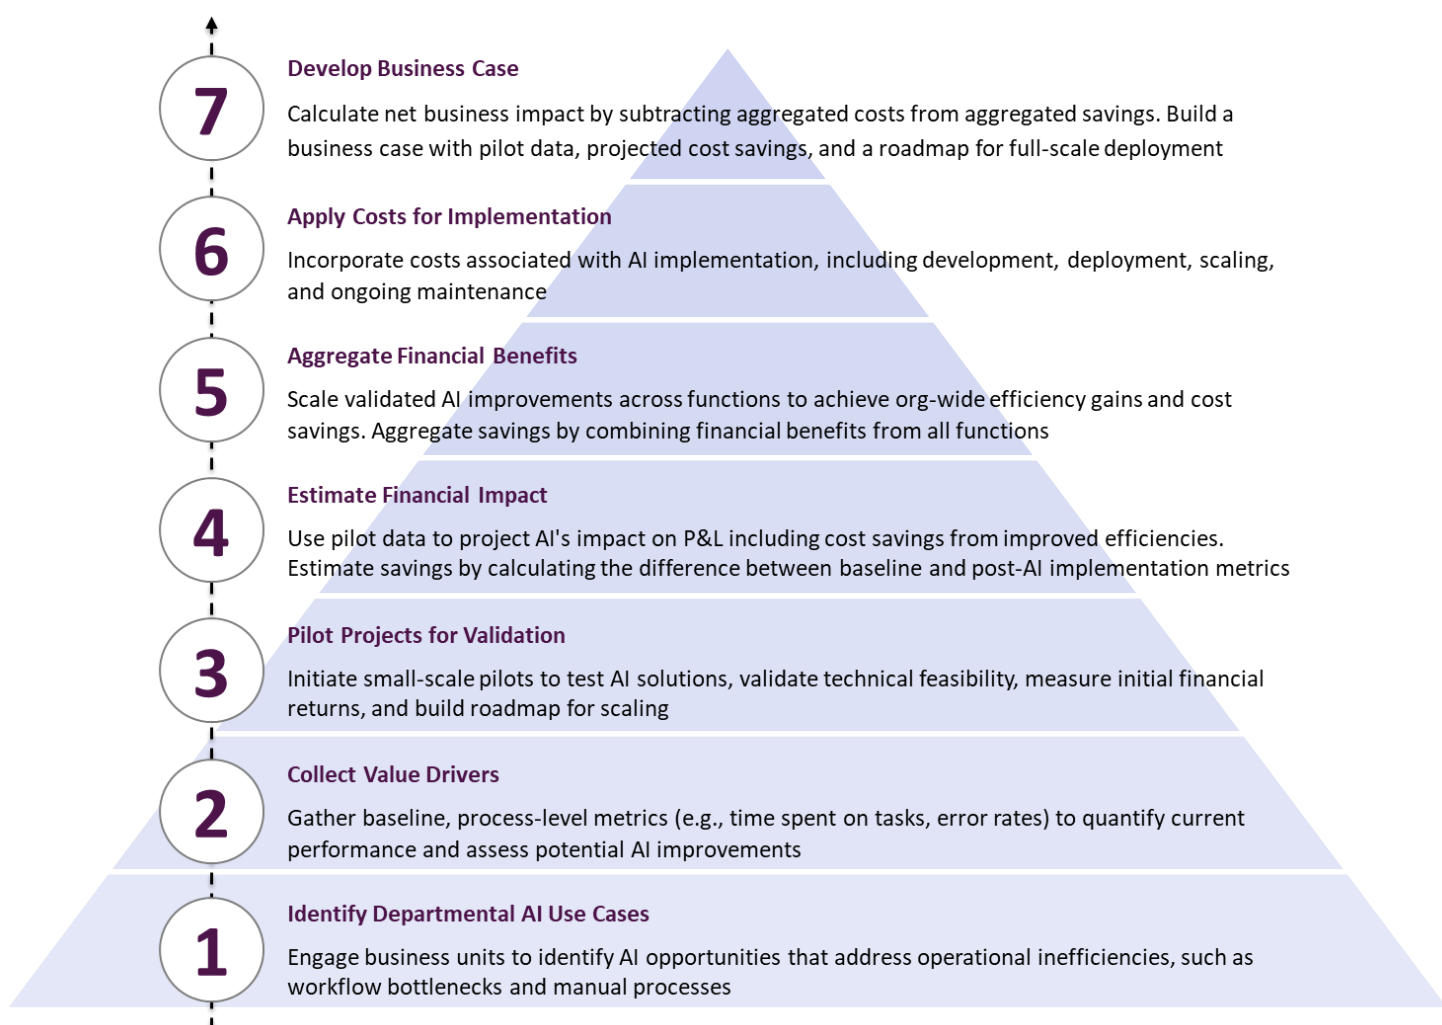 7
Develop Business Case
Calculate net business impact by subtracting aggregated costs from aggregated savings. Build a
business case with pilot data, projected cost savings, and a roadmap for full-scale deployment
6
Apply Costs for Implementation
Incorporate costs associated with AI implementation, including development, deployment, scaling,
and ongoing maintenance
5
Aggregate Financial Benefits
Scale validated AI improvements across functions to achieve org-wide efficiency gains and cost
savings. Aggregate savings by combining financial benefits from all functions
4
Estimate Financial Impact
Use pilot data to project AI's impact on P&L including cost savings from improved efficiencies.
Estimate savings by calculating the difference between baseline and post-AI implementation metrics
3
Pilot Projects for Validation
Initiate small-scale pilots to test AI solutions, validate technical feasibility, measure initial financial
returns, and build roadmap for scaling
2
Collect Value Drivers
Gather baseline, process-level metrics (e.g., time spent on tasks, error rates) to quantify current
performance and assess potential AI improvements
1
Identify Departmental AI Use Cases
Engage business units to identify AI opportunities that address operational inefficiencies, such as
workflow bottlenecks and manual processes